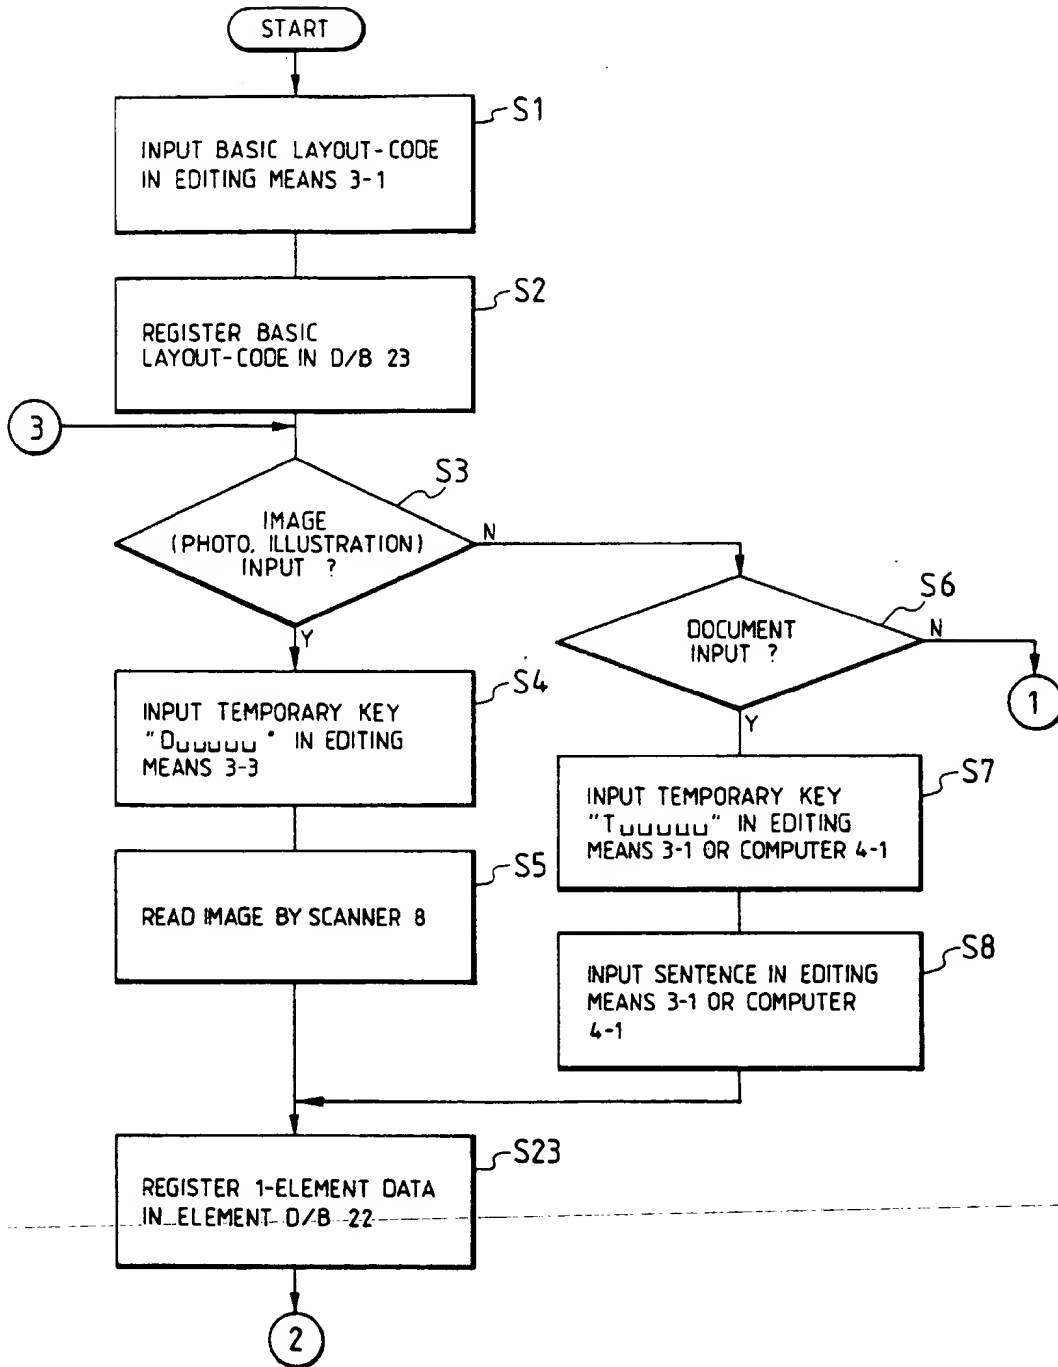 START
S1
INPUT BASIC LAYOUT-CODE
IN EDITING MEANS 3-1
S2
REGISTER BASIC
LAYOUT-CODE IN D/B 23
3
S3
IMAGE
(PHOTO, ILLUSTRATION)
INPUT ?
N
Y
S6
DOCUMENT
INPUT ?
N
Y
1
S4
INPUT TEMPORARY KEY
"D␣␣␣␣␣" IN EDITING
MEANS 3-3
S7
INPUT TEMPORARY KEY
"T␣␣␣␣␣" IN EDITING
MEANS 3-1 OR COMPUTER 4-1
S5
READ IMAGE BY SCANNER 8
S8
INPUT SENTENCE IN EDITING
MEANS 3-1 OR COMPUTER
4-1
S23
REGISTER 1-ELEMENT DATA
IN ELEMENT D/B 22
2